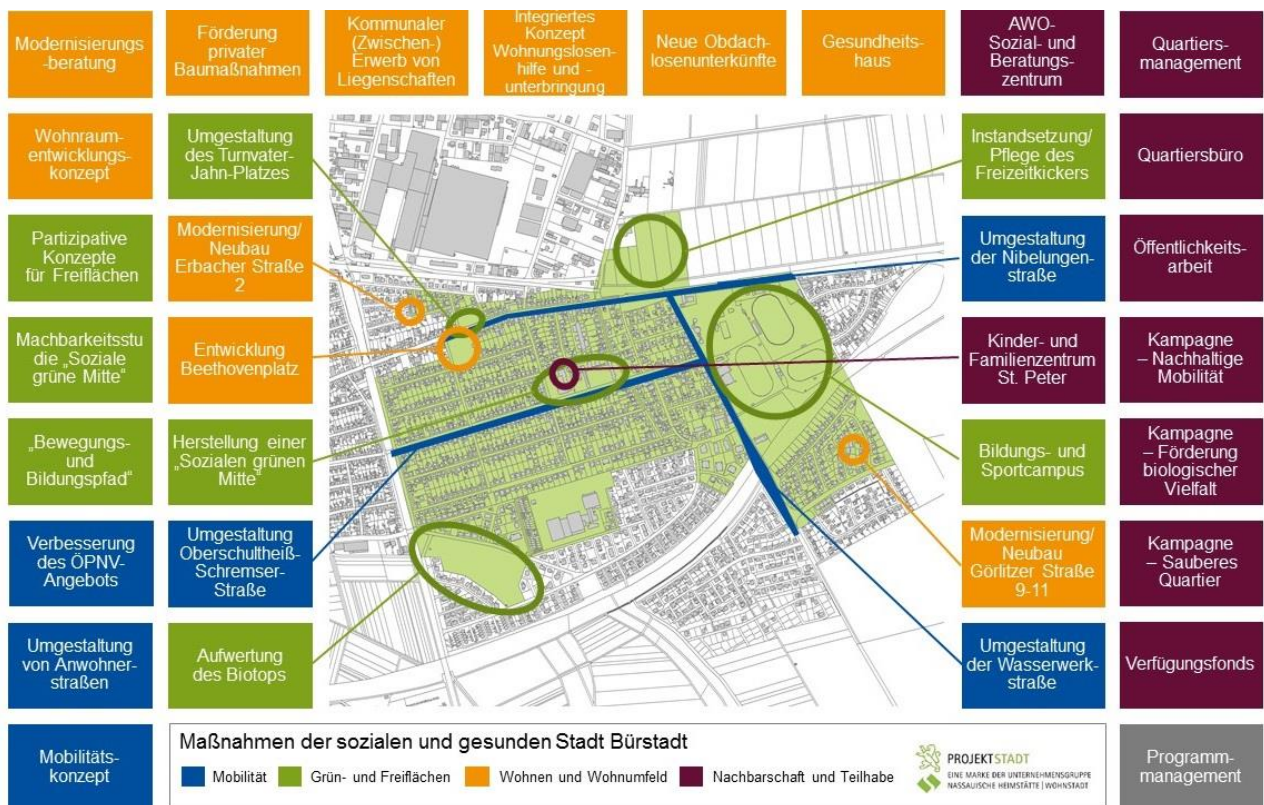 Modernisierungs
-beratung
Förderung
privater
Baumaßnahmen
Kommunaler
(Zwischen-)
Erwerb von
Liegenschaften
Integriertes
Konzept
Wohnungslosen-
hilfe und -
unterbringung
Neue Obdach-
losenunterkünfte
Gesundheits-
haus
AWO-
Sozial- und
Beratungs-
zentrum
Quartiers-
management
Wohnraum-
entwicklungs-
konzept
Umgestaltung
des Turnvater-
Jahn-Platzes
Instandsetzung/
Pflege des
Freizeitkickers
Quartiersbüro
Partizipative
Konzepte
für Freiflächen
Modernisierung/
Neubau
Erbacher Straße
2
Umgestaltung
der Nibelungen-
straße
Öffentlichkeits-
arbeit
Machbarkeitsstu
die „Soziale
grüne Mitte“
Entwicklung
Beethovenplatz
Kinder- und
Familienzentrum
St. Peter
Kampagne
– Nachhaltige
Mobilität
„Bewegungs-
und
Bildungspfad“
Herstellung einer
„Sozialen grünen
Mitte“
Bildungs- und
Sportcampus
Kampagne
– Förderung
biologischer
Vielfalt
Verbesserung
des ÖPNV-
Angebots
Umgestaltung
Oberschultheiß-
Schremser-
Straße
Modernisierung/
Neubau
Görlitzer Straße
9-11
Kampagne
– Sauberes
Quartier
Umgestaltung
von Anwohner-
straßen
Aufwertung
des Biotops
Umgestaltung
der Wasserwerk-
straße
Verfügungsfonds
Mobilitäts-
konzept
Maßnahmen der sozialen und gesunden Stadt Bürstadt
Mobilität
Grün- und Freiflächen
Wohnen und Wohnumfeld
Nachbarschaft und Teilhabe
PROJEKTSTADT
EINE MARKE DER UNTERNEHMENSGRUPPE
NASSAUISCHE HEIMSTÄTTE | WOHNSTADT
Programm-
management